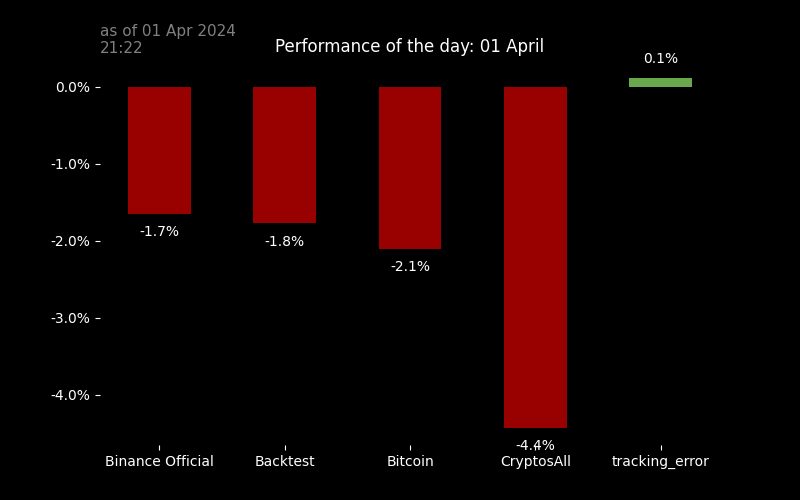 as of 01 Apr 2024
21:22
Performance of the day: 01 April
0.1%
0.0%
-1.0%
-1.7%
-2.0%
-1.8%
-2.1%
-3.0%
-4.0%
-4.4%
Binance Official
Backtest
Bitcoin
CryptosAll
tracking_error